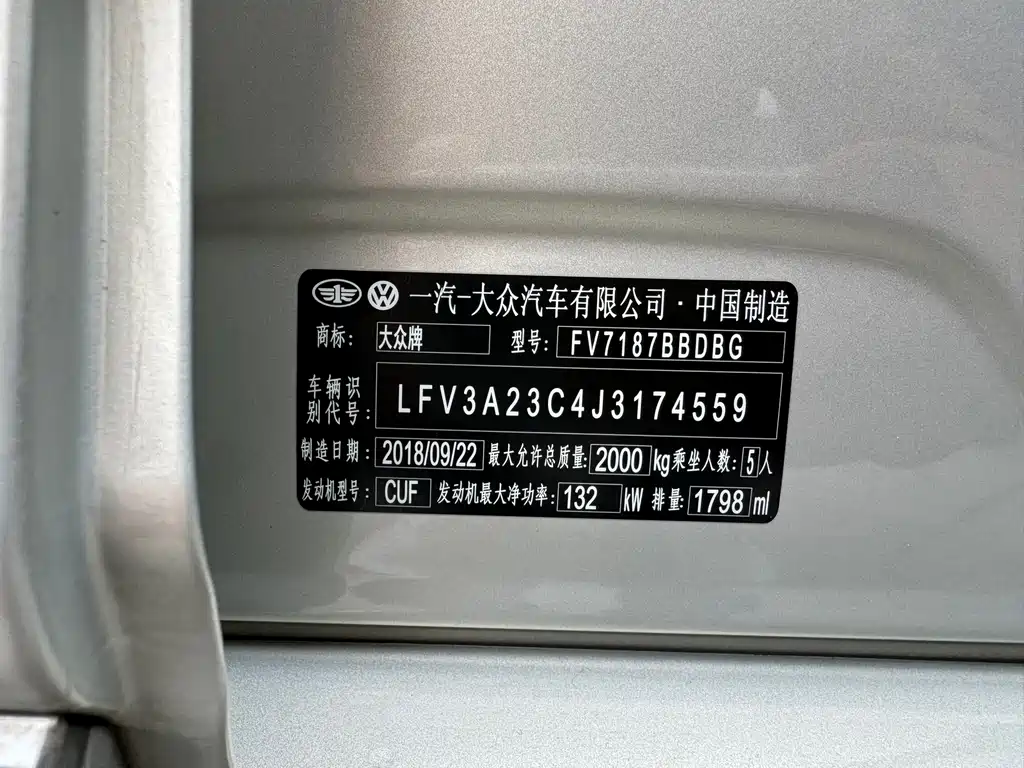 一汽-大众汽车有限公司·中国制造
商标: 大众牌 型号: FV7187BBDBG
车辆识别代号: LFV3A23C4J3174559
制造日期: 2018/09/22 最大允许总质量: 2000 kg 乘坐人数: 5 人
发动机型号: CUF 发动机最大净功率: 132 kW 排量: 1798 ml